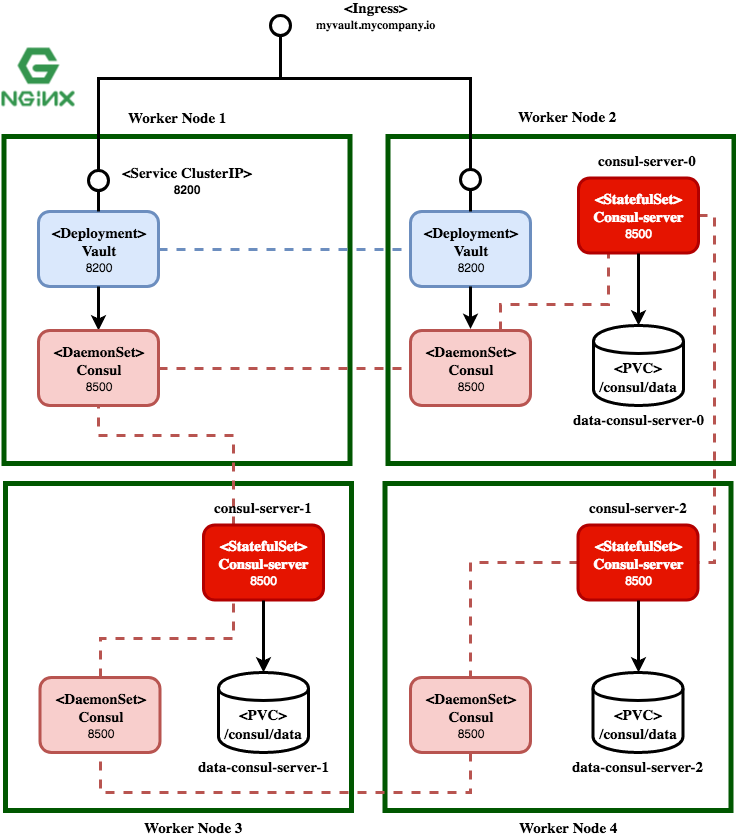 <Ingress>
myvault.mycompany.io
NGiNX
Worker Node 1
Worker Node 2
<Service ClusterIP>
8200
consul-server-0
<Deployment>
Vault
8200
<Deployment>
Vault
8200
<StatefulSet>
Consul-server
8500
<DaemonSet>
Consul
8500
<DaemonSet>
Consul
8500
<PVC>
/consul/data
data-consul-server-0
consul-server-1
consul-server-2
<StatefulSet>
Consul-server
8500
<StatefulSet>
Consul-server
8500
<DaemonSet>
Consul
8500
<PVC>
/consul/data
data-consul-server-1
<DaemonSet>
Consul
8500
<PVC>
/consul/data
data-consul-server-2
Worker Node 3
Worker Node 4